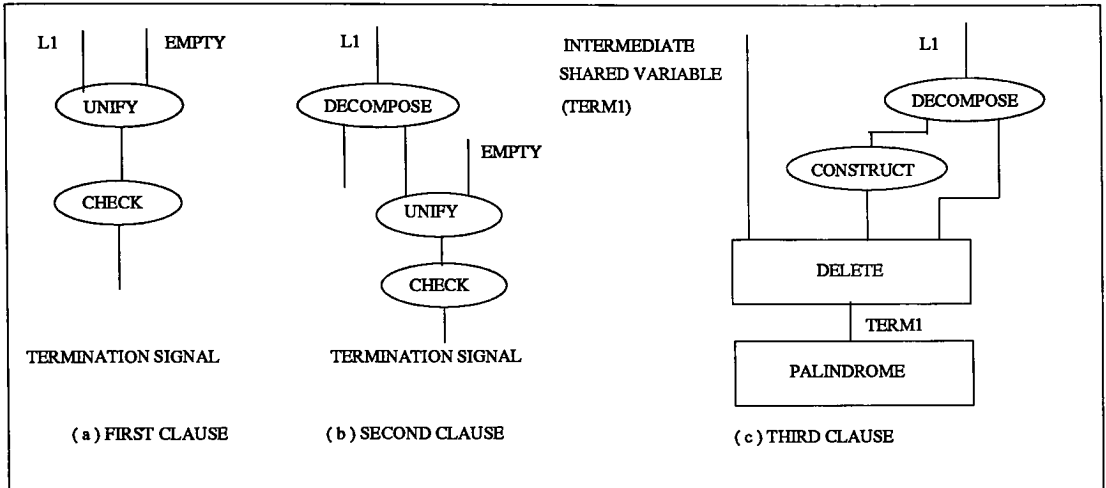 L1
EMPTY
UNIFY
CHECK
TERMINATION SIGNAL
( a ) FIRST CLAUSE
L1
DECOMPOSE
EMPTY
UNIFY
CHECK
TERMINATION SIGNAL
( b ) SECOND CLAUSE
INTERMEDIATE
SHARED VARIABLE
(TERM1)
L1
DECOMPOSE
CONSTRUCT
DELETE
TERM1
PALINDROME
( c ) THIRD CLAUSE